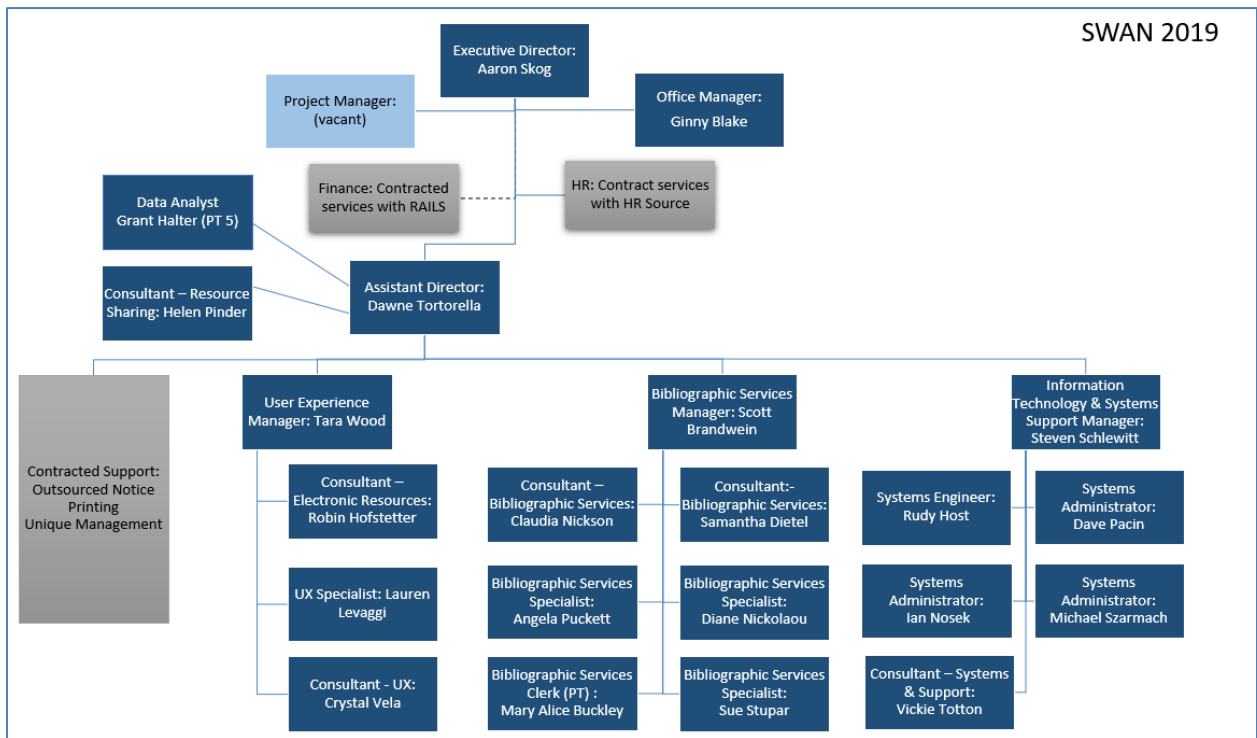 SWAN 2019
Executive Director:
Aaron Skog
Project Manager:
(vacant)
Office Manager:
Ginny Blake
Finance: Contracted
services with RAILS
HR: Contract services
with HR Source
Data Analyst
Grant Halter (PT 5)
Consultant – Resource
Sharing: Helen Pinder
Assistant Director:
Dawne Tortorella
Contracted Support:
Outsourced Notice
Printing
Unique Management
User Experience
Manager: Tara Wood
Consultant –
Electronic Resources:
Robin Hofstetter
UX Specialist: Lauren
Levaggi
Consultant - UX:
Crystal Vela
Bibliographic Services
Manager: Scott
Brandwein
Consultant –
Bibliographic Services:
Claudia Nickson
Consultant:-
Bibliographic Services:
Samantha Dietel
Bibliographic Services
Specialist:
Angela Puckett
Bibliographic Services
Specialist:
Diane Nickolaou
Bibliographic Services
Clerk (PT) :
Mary Alice Buckley
Bibliographic Services
Specialist:
Sue Stupar
Information
Technology & Systems
Support Manager:
Steven Schlewitt
Systems Engineer:
Rudy Host
Systems
Administrator:
Dave Pacin
Systems
Administrator:
Ian Nosek
Systems
Administrator:
Michael Szarmach
Consultant – Systems
& Support:
Vickie Totton